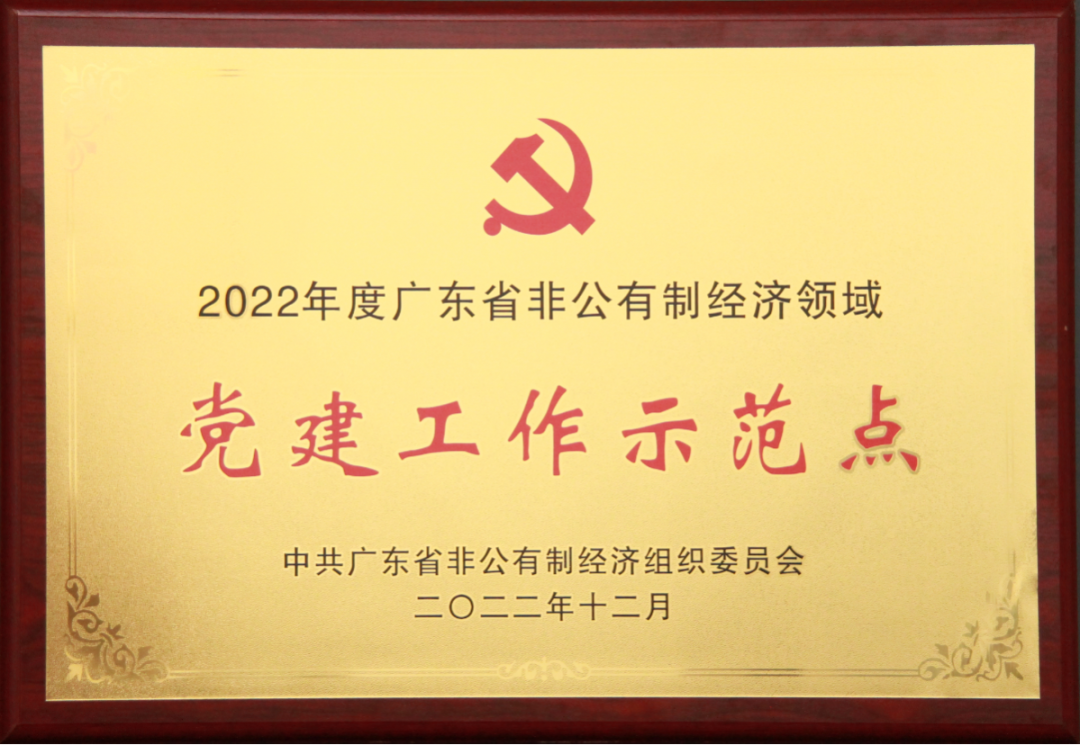 2022年度广东省非公有制经济领域
党建工作示范点
中共广东省非公有制经济组织委员会
二〇二二年十二月